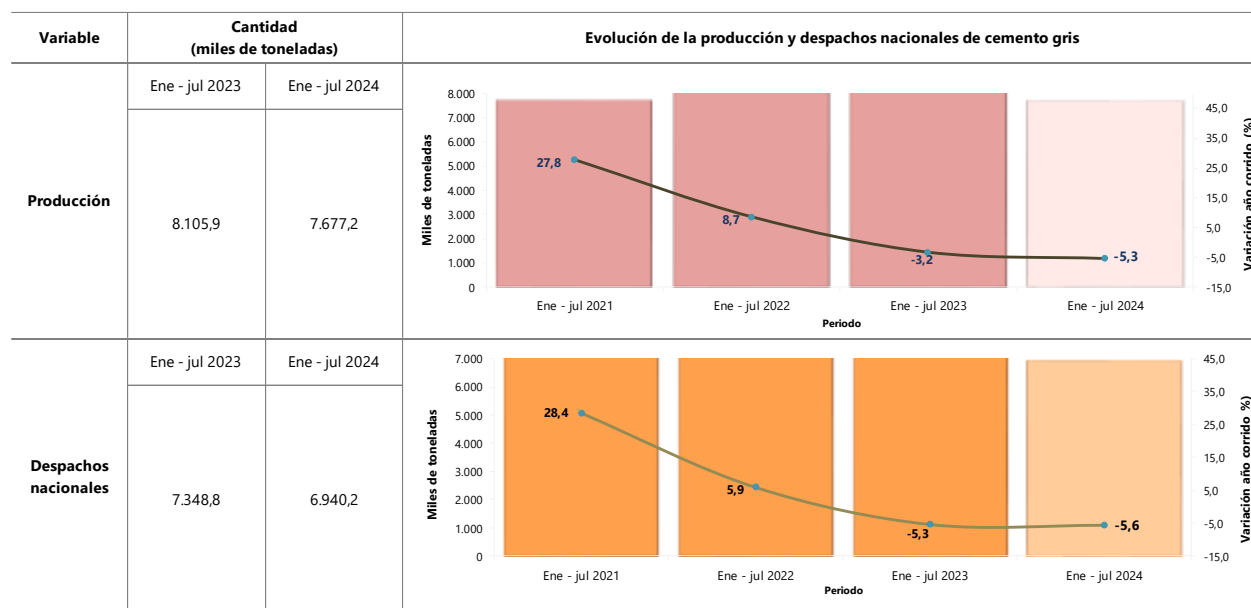 Variable
Cantidad
(miles de toneladas)
Evolución de la producción y despachos nacionales de cemento gris
Producción
Ene - jul 2023
Ene - jul 2024
8.105,9
7.677,2
Miles de toneladas
8.000
7.000
6.000
5.000
4.000
3.000
2.000
1.000
0
27,8
8,7
-3,2
-5,3
45,0
35,0
25,0
15,0
5,0
-5,0
-15,0
Variación año corrido (%)
Ene - jul 2021
Ene - jul 2022
Ene - jul 2023
Ene - jul 2024
Periodo
Despachos
nacionales
Ene - jul 2023
Ene - jul 2024
7.348,8
6.940,2
Miles de toneladas
7.000
6.000
5.000
4.000
3.000
2.000
1.000
0
28,4
5,9
-5,3
-5,6
45,0
35,0
25,0
15,0
5,0
-5,0
-15,0
Variación año corrido %)
Ene - jul 2021
Ene - jul 2022
Ene - jul 2023
Ene - jul 2024
Periodo